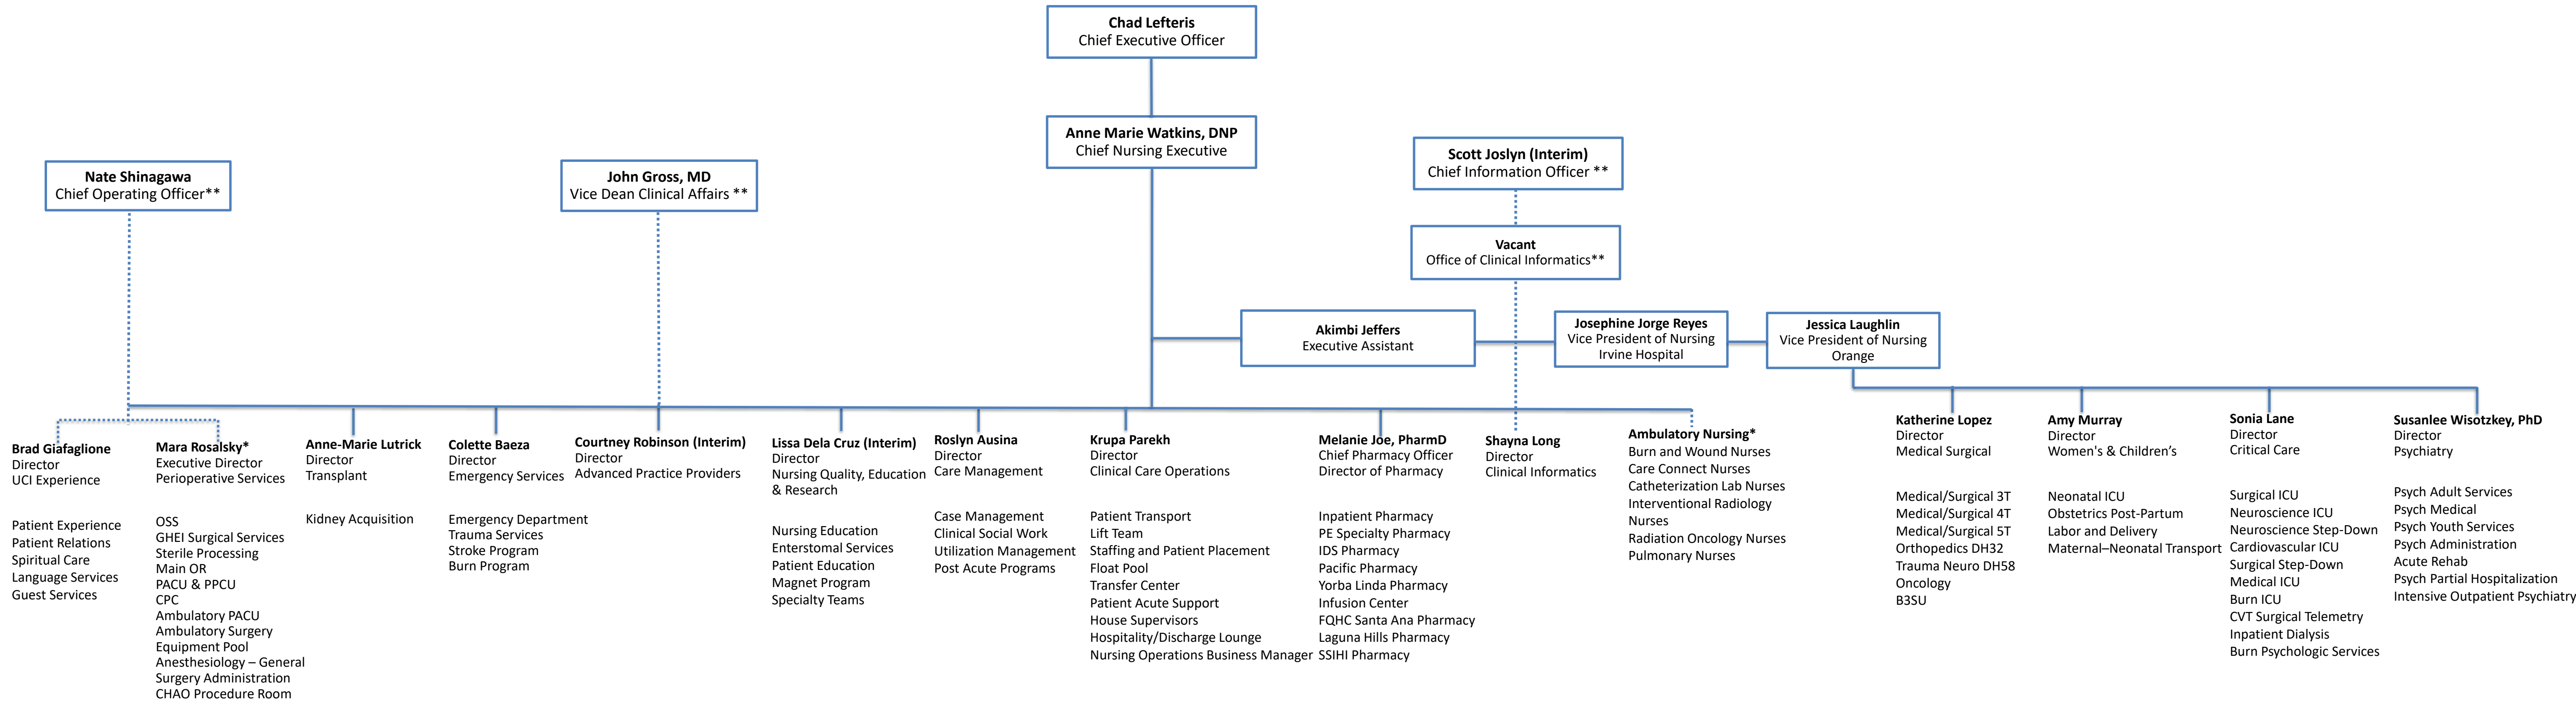 Chad Lefteris
Chief Executive Officer
Anne Marie Watkins, DNP
Chief Nursing Executive
Nate Shinagawa
Chief Operating Officer**
John Gross, MD
Vice Dean Clinical Affairs **
Scott Joslyn (Interim)
Chief Information Officer **
Vacant
Office of Clinical Informatics**
Akimbi Jeffers
Executive Assistant
Josephine Jorge Reyes
Vice President of Nursing
Irvine Hospital
Jessica Laughlin
Vice President of Nursing
Orange
Brad Giafaglione
Director
UCI Experience
Patient Experience
Patient Relations
Spiritual Care
Language Services
Guest Services
Mara Rosalsky*
Executive Director
Perioperative Services
OSS
GHEI Surgical Services
Sterile Processing
Main OR
PACU & PPCU
CPC
Ambulatory PACU
Ambulatory Surgery
Equipment Pool
Anesthesiology – General
Surgery Administration
CHAO Procedure Room
Anne-Marie Lutrick
Director
Transplant
Kidney Acquisition
Colette Baeza
Director
Emergency Services
Emergency Department
Trauma Services
Stroke Program
Burn Program
Courtney Robinson (Interim)
Director
Advanced Practice Providers
Lissa Dela Cruz (Interim)
Director
Nursing Quality, Education
& Research
Nursing Education
Enterstomal Services
Patient Education
Magnet Program
Specialty Teams
Roslyn Ausina
Director
Care Management
Case Management
Clinical Social Work
Utilization Management
Post Acute Programs
Krupa Parekh
Director
Clinical Care Operations
Patient Transport
Lift Team
Staffing and Patient Placement
Float Pool
Transfer Center
Patient Acute Support
House Supervisors
Hospitality/Discharge Lounge
Nursing Operations Business Manager
Melanie Joe, PharmD
Chief Pharmacy Officer
Director of Pharmacy
Inpatient Pharmacy
PE Specialty Pharmacy
IDS Pharmacy
Pacific Pharmacy
Yorba Linda Pharmacy
Infusion Center
FQHC Santa Ana Pharmacy
Laguna Hills Pharmacy
SSIHI Pharmacy
Shayna Long
Director
Clinical Informatics
Ambulatory Nursing*
Burn and Wound Nurses
Care Connect Nurses
Catheterization Lab Nurses
Interventional Radiology
Nurses
Radiation Oncology Nurses
Pulmonary Nurses
Katherine Lopez
Director
Medical Surgical
Medical/Surgical 3T
Medical/Surgical 4T
Medical/Surgical 5T
Orthopedics DH32
Trauma Neuro DH58
Oncology
B3SU
Amy Murray
Director
Women's & Children’s
Neonatal ICU
Obstetrics Post-Partum
Labor and Delivery
Maternal–Neonatal Transport
Sonia Lane
Director
Critical Care
Surgical ICU
Neuroscience ICU
Neuroscience Step-Down
Cardiovascular ICU
Surgical Step-Down
Medical ICU
Burn ICU
CVT Surgical Telemetry
Inpatient Dialysis
Burn Psychologic Services
Susanlee Wisotzkey, PhD
Director
Psychiatry
Psych Adult Services
Psych Medical
Psych Youth Services
Psych Administration
Acute Rehab
Psych Partial Hospitalization
Intensive Outpatient Psychiatry